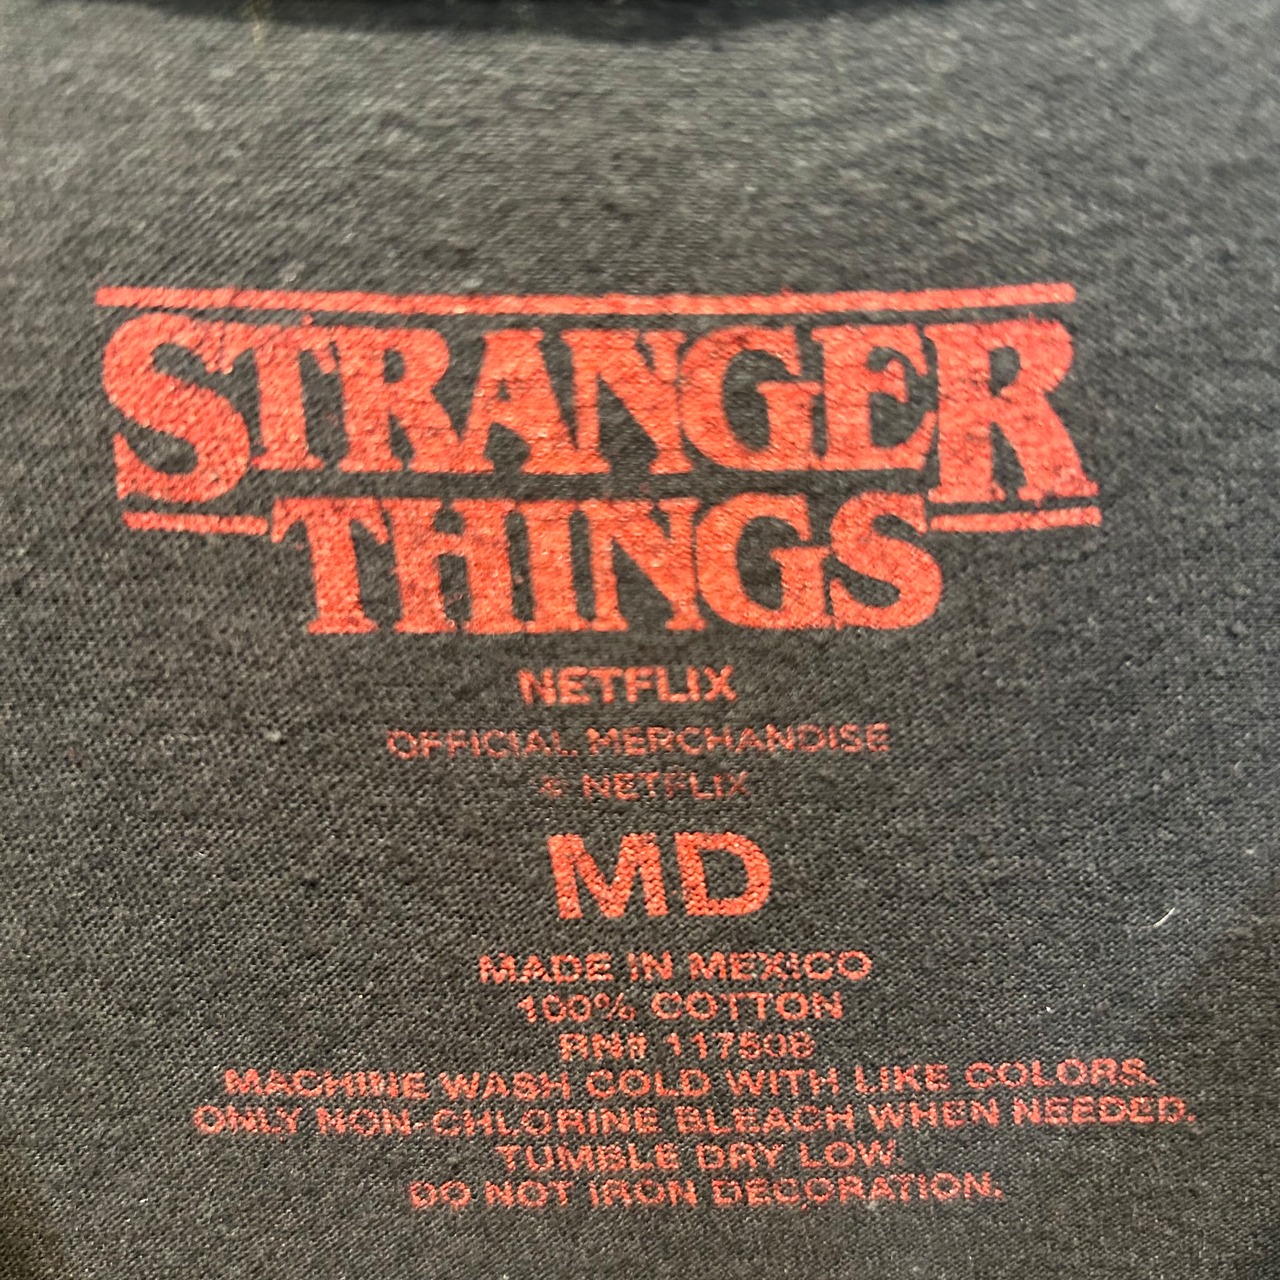 STRANGER
THINGS
NETFLIX
OFFICIAL MERCHANDISE
© NETFLIX
MD
MADE IN MEXICO
100% COTTON
RN# 117508
MACHINE WASH COLD WITH LIKE COLORS.
ONLY NON-CHLORINE BLEACH WHEN NEEDED.
TUMBLE DRY LOW.
DO NOT IRON DECORATION.